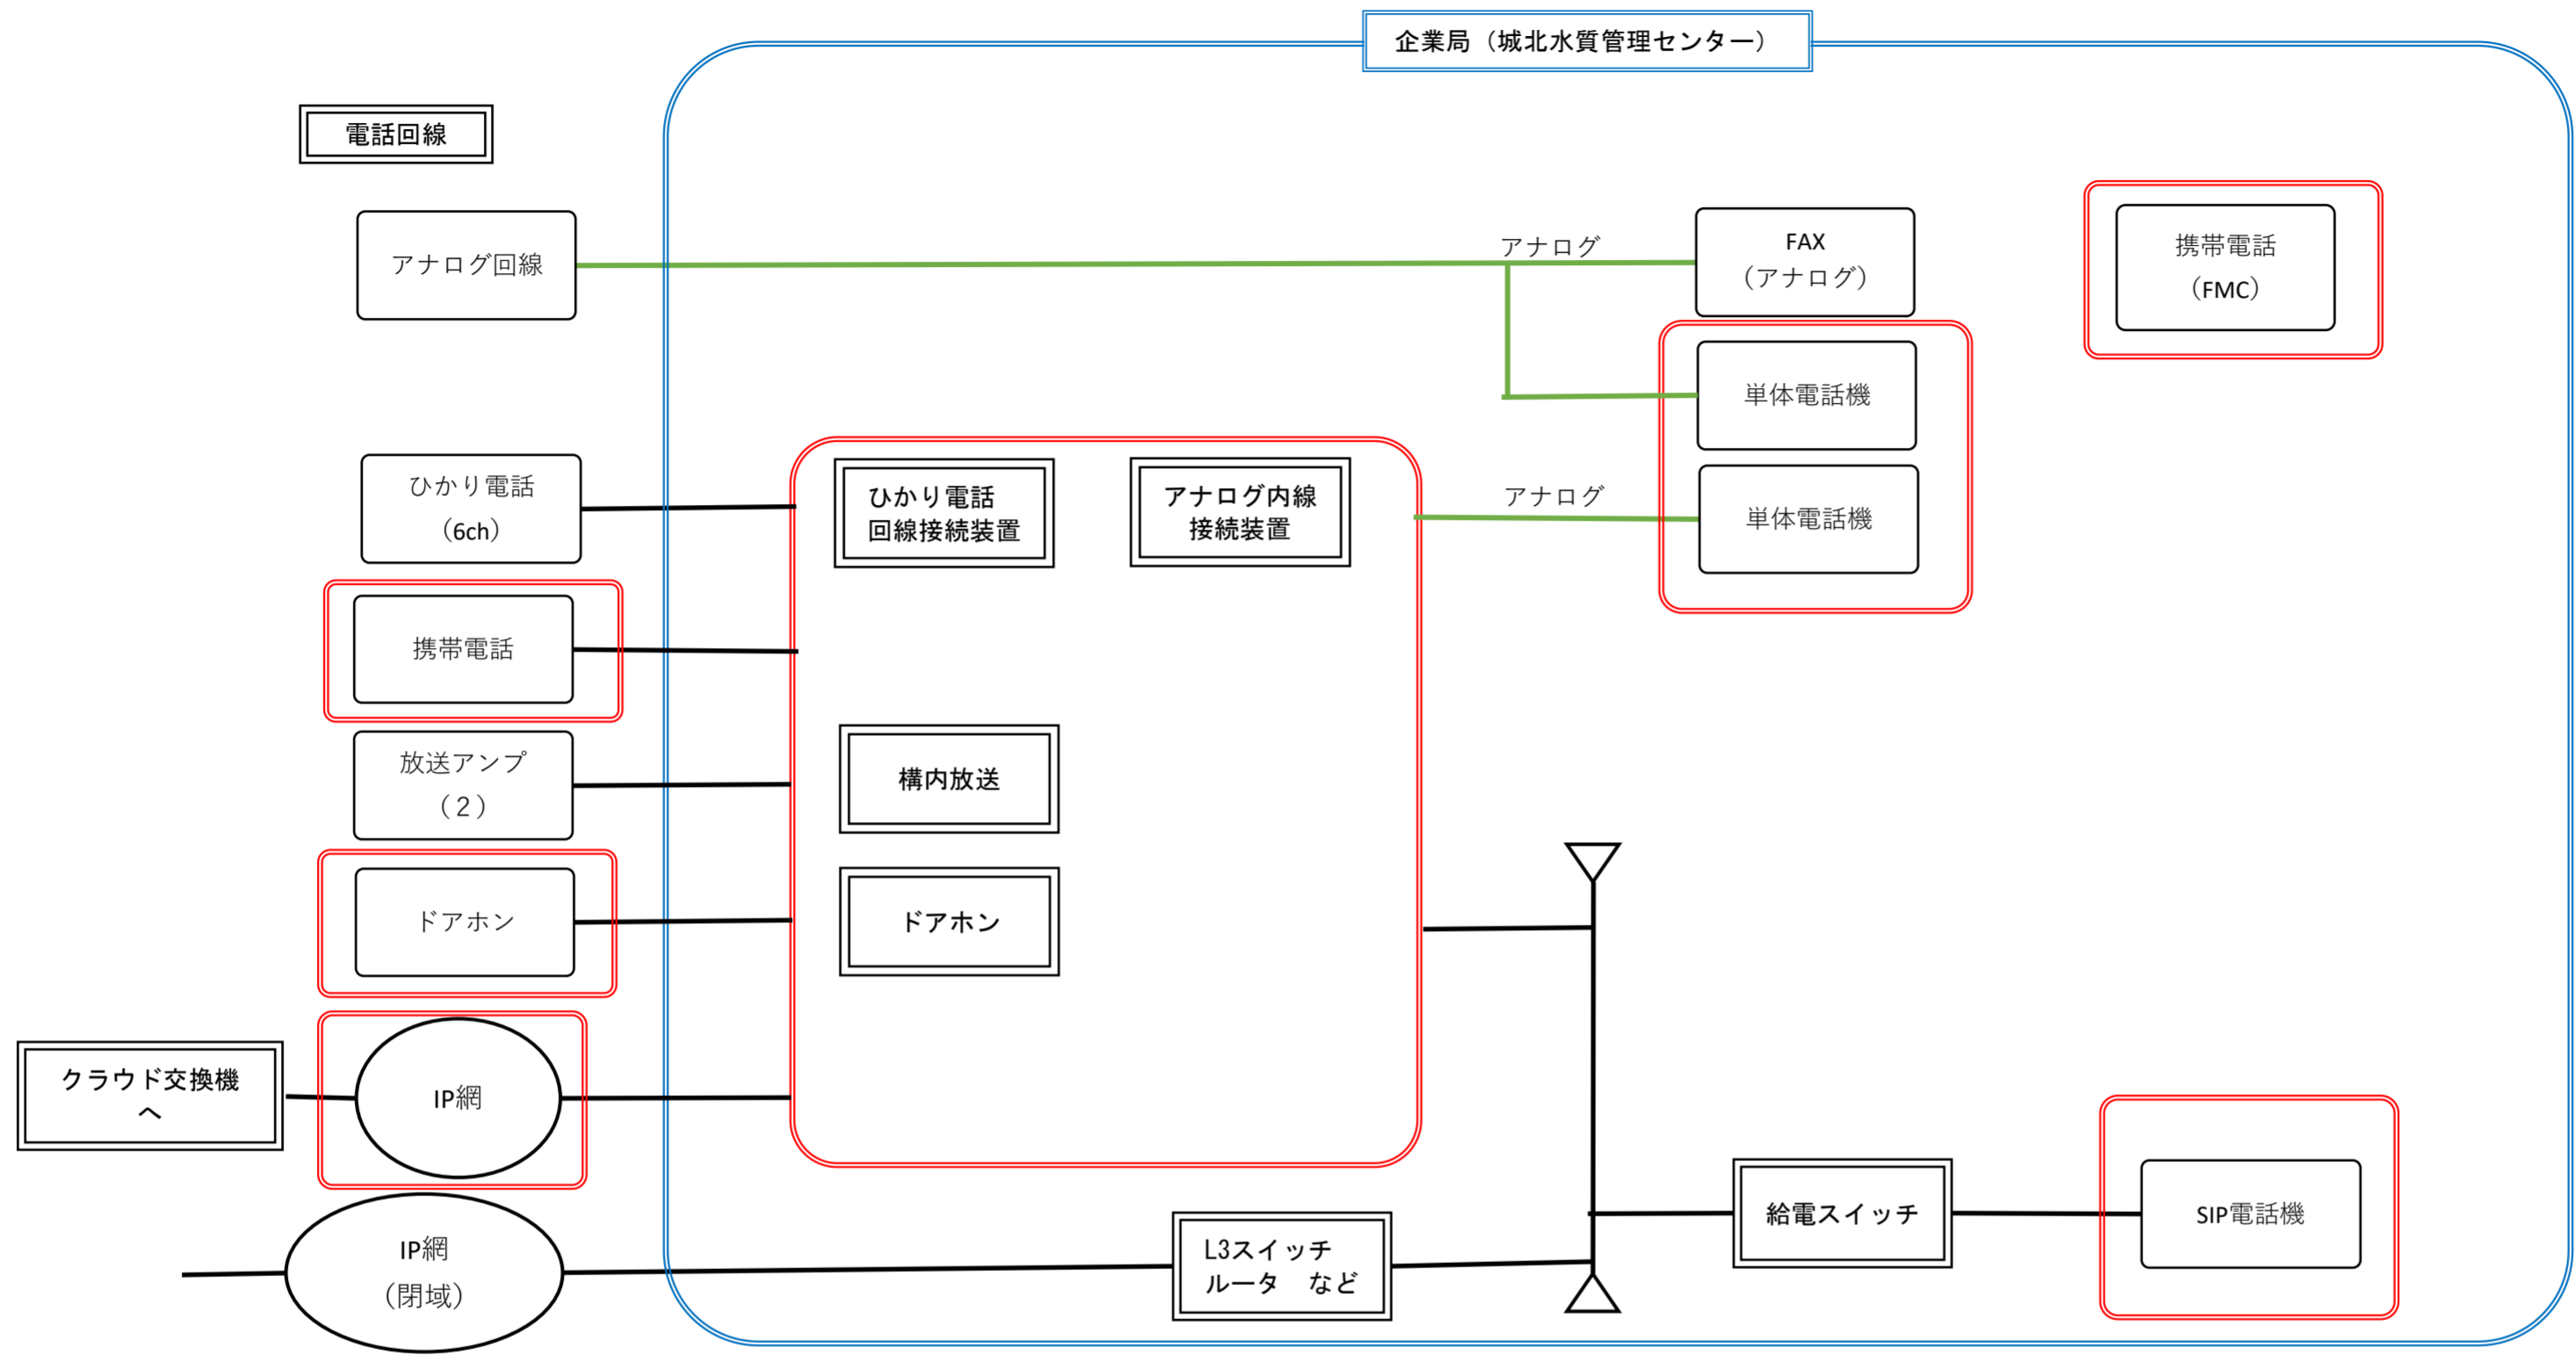 企業局（城北水質管理センター）
電話回線
アナログ回線
アナログ
FAX
（アナログ）
携帯電話
（FMC）
単体電話機
ひかり電話
（6ch）
ひかり電話
回線接続装置
アナログ内線
接続装置
アナログ
単体電話機
携帯電話
放送アンプ
（２）
構内放送
ドアホン
ドアホン
クラウド交換機
へ
IP網
IP網
（閉域）
L3スイッチ
ルータ　など
給電スイッチ
SIP電話機